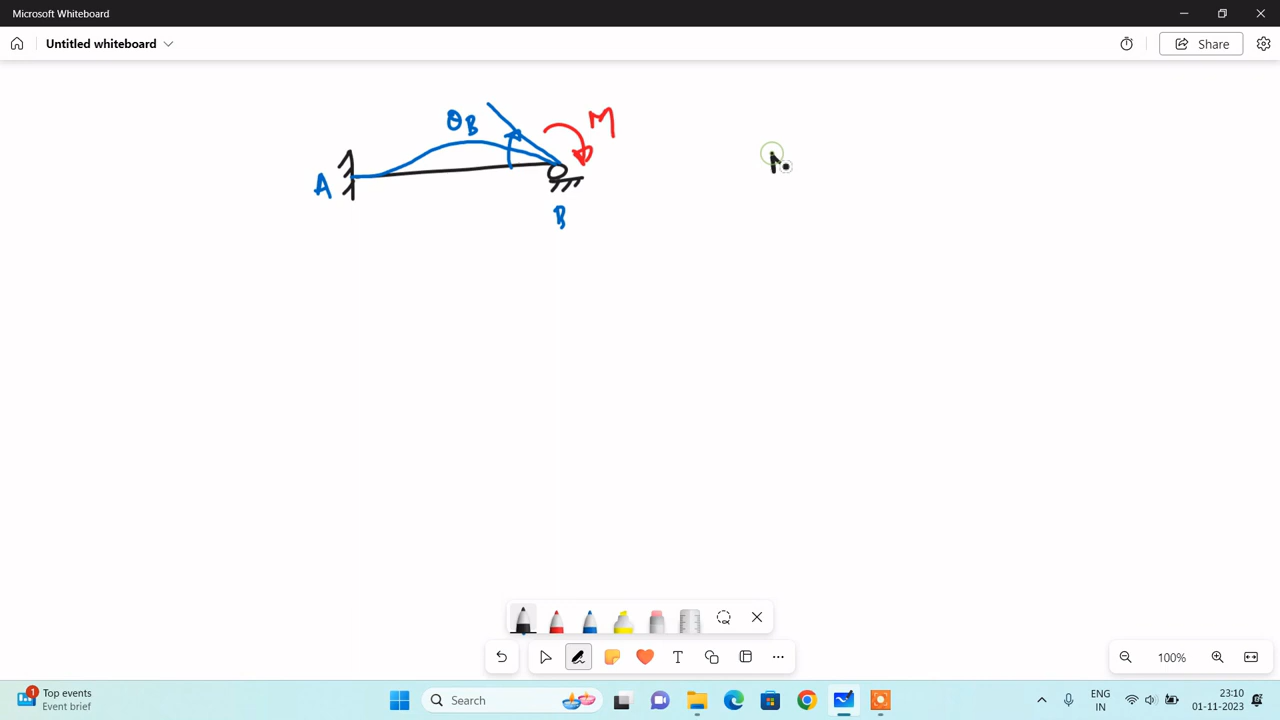 Microsoft Whiteboard
Untitled whiteboard
Share
θB
M
A
B
100%
1
Top events
Event brief
Search
ENG
IN
23:10
01-11-2023